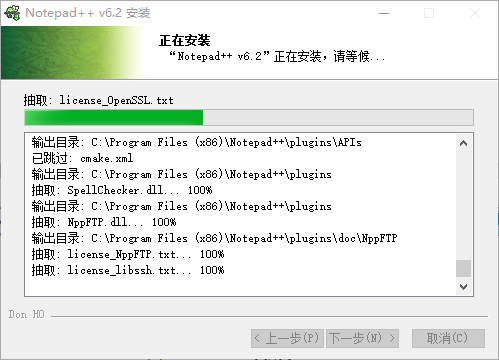 Notepad++ v6.2 安装
正在安装
“Notepad++ v6.2”正在安装，请等候...
抽取: license_OpenSSL.txt
输出目录: C:\Program Files (x86)\Notepad++\plugins\APIs
已跳过: cmake.xml
输出目录: C:\Program Files (x86)\Notepad++\plugins
抽取: SpellChecker.dll... 100%
输出目录: C:\Program Files (x86)\Notepad++\plugins
抽取: NppFTP.dll... 100%
输出目录: C:\Program Files (x86)\Notepad++\plugins\doc\NppFTP
抽取: license_NppFTP.txt... 100%
抽取: license_libssh.txt... 100%
Don HO
< 上一步(P) 下一步(N) > 取消(C)